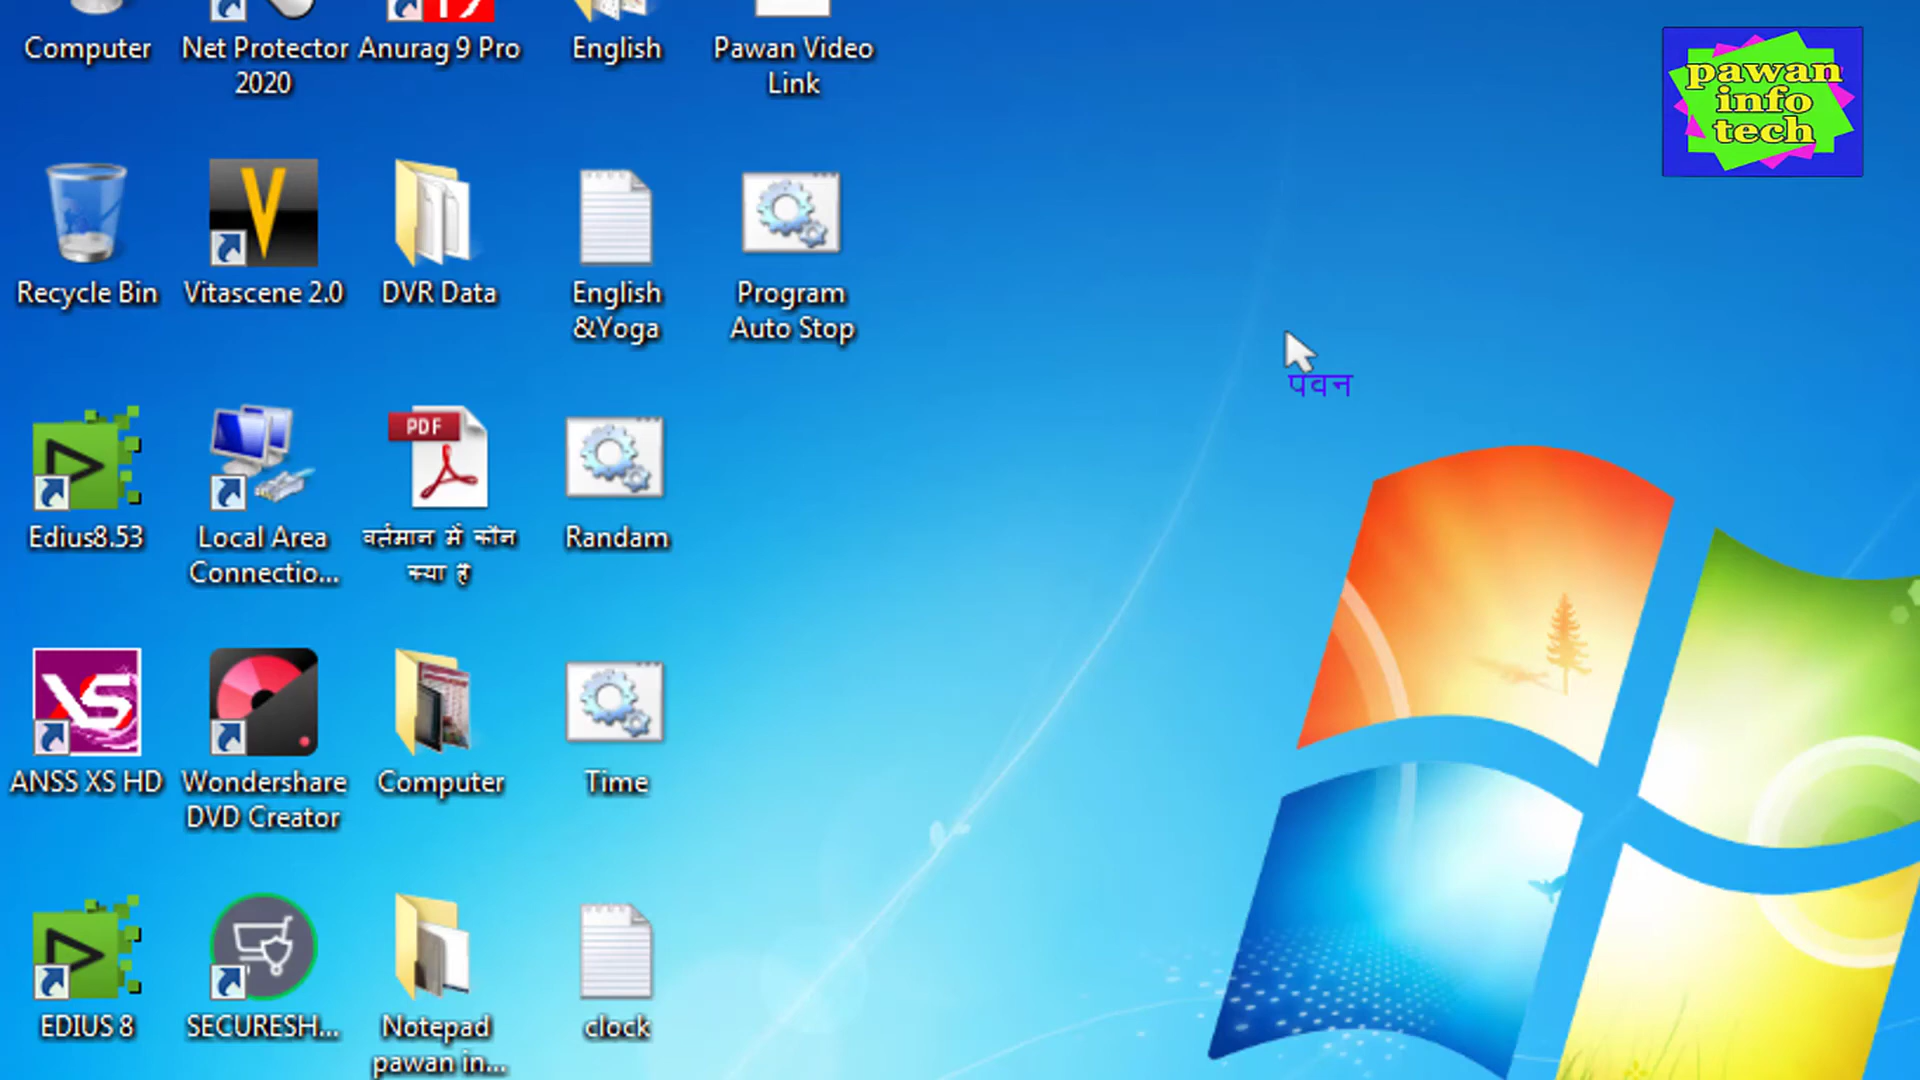 Computer
Net Protector
2020
Anurag 9 Pro
English
Pawan Video
Link
pawan
info
tech
Recycle Bin
Vitascene 2.0
DVR Data
English
&Yoga
Program
Auto Stop
पवन
Edius8.53
Local Area
Connectio...
PDF
वर्तमान में कौन
क्या है
Randam
ANSS XS HD
Wondershare
DVD Creator
Computer
Time
EDIUS 8
SECURESH...
Notepad
pawan in...
clock